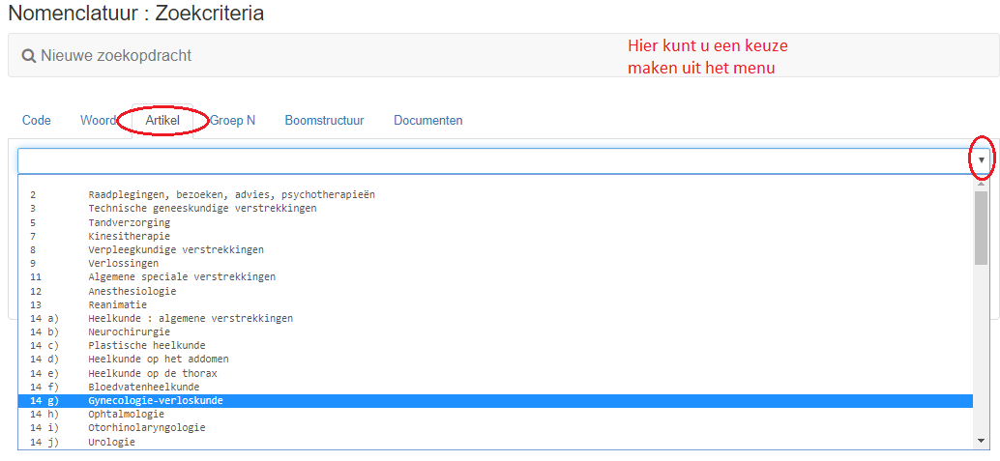 Nomenclatuur : Zoekcriteria
Nieuwe zoekopdracht
Hier kunt u een keuze
maken uit het menu
Code Woord Artikel Groep N Boomstructuur Documenten
2 Raadplegingen, bezoeken, advies, psychotherapieën
3 Technische geneeskundige verstrekkingen
5 Tandverzorging
7 Kinesitherapie
8 Verpleegkundige verstrekkingen
9 Verlossingen
11 Algemene speciale verstrekkingen
12 Anesthesiologie
13 Reanimatie
14 a) Heelkunde : algemene verstrekkingen
14 b) Neurochirurgie
14 c) Plastische heelkunde
14 d) Heelkunde op het addomen
14 e) Heelkunde op de thorax
14 f) Bloedvatenheelkunde
14 g) Gynecologie-verloskunde
14 h) Ophtalmologie
14 i) Otorhinolaryngologie
14 j) Urologie